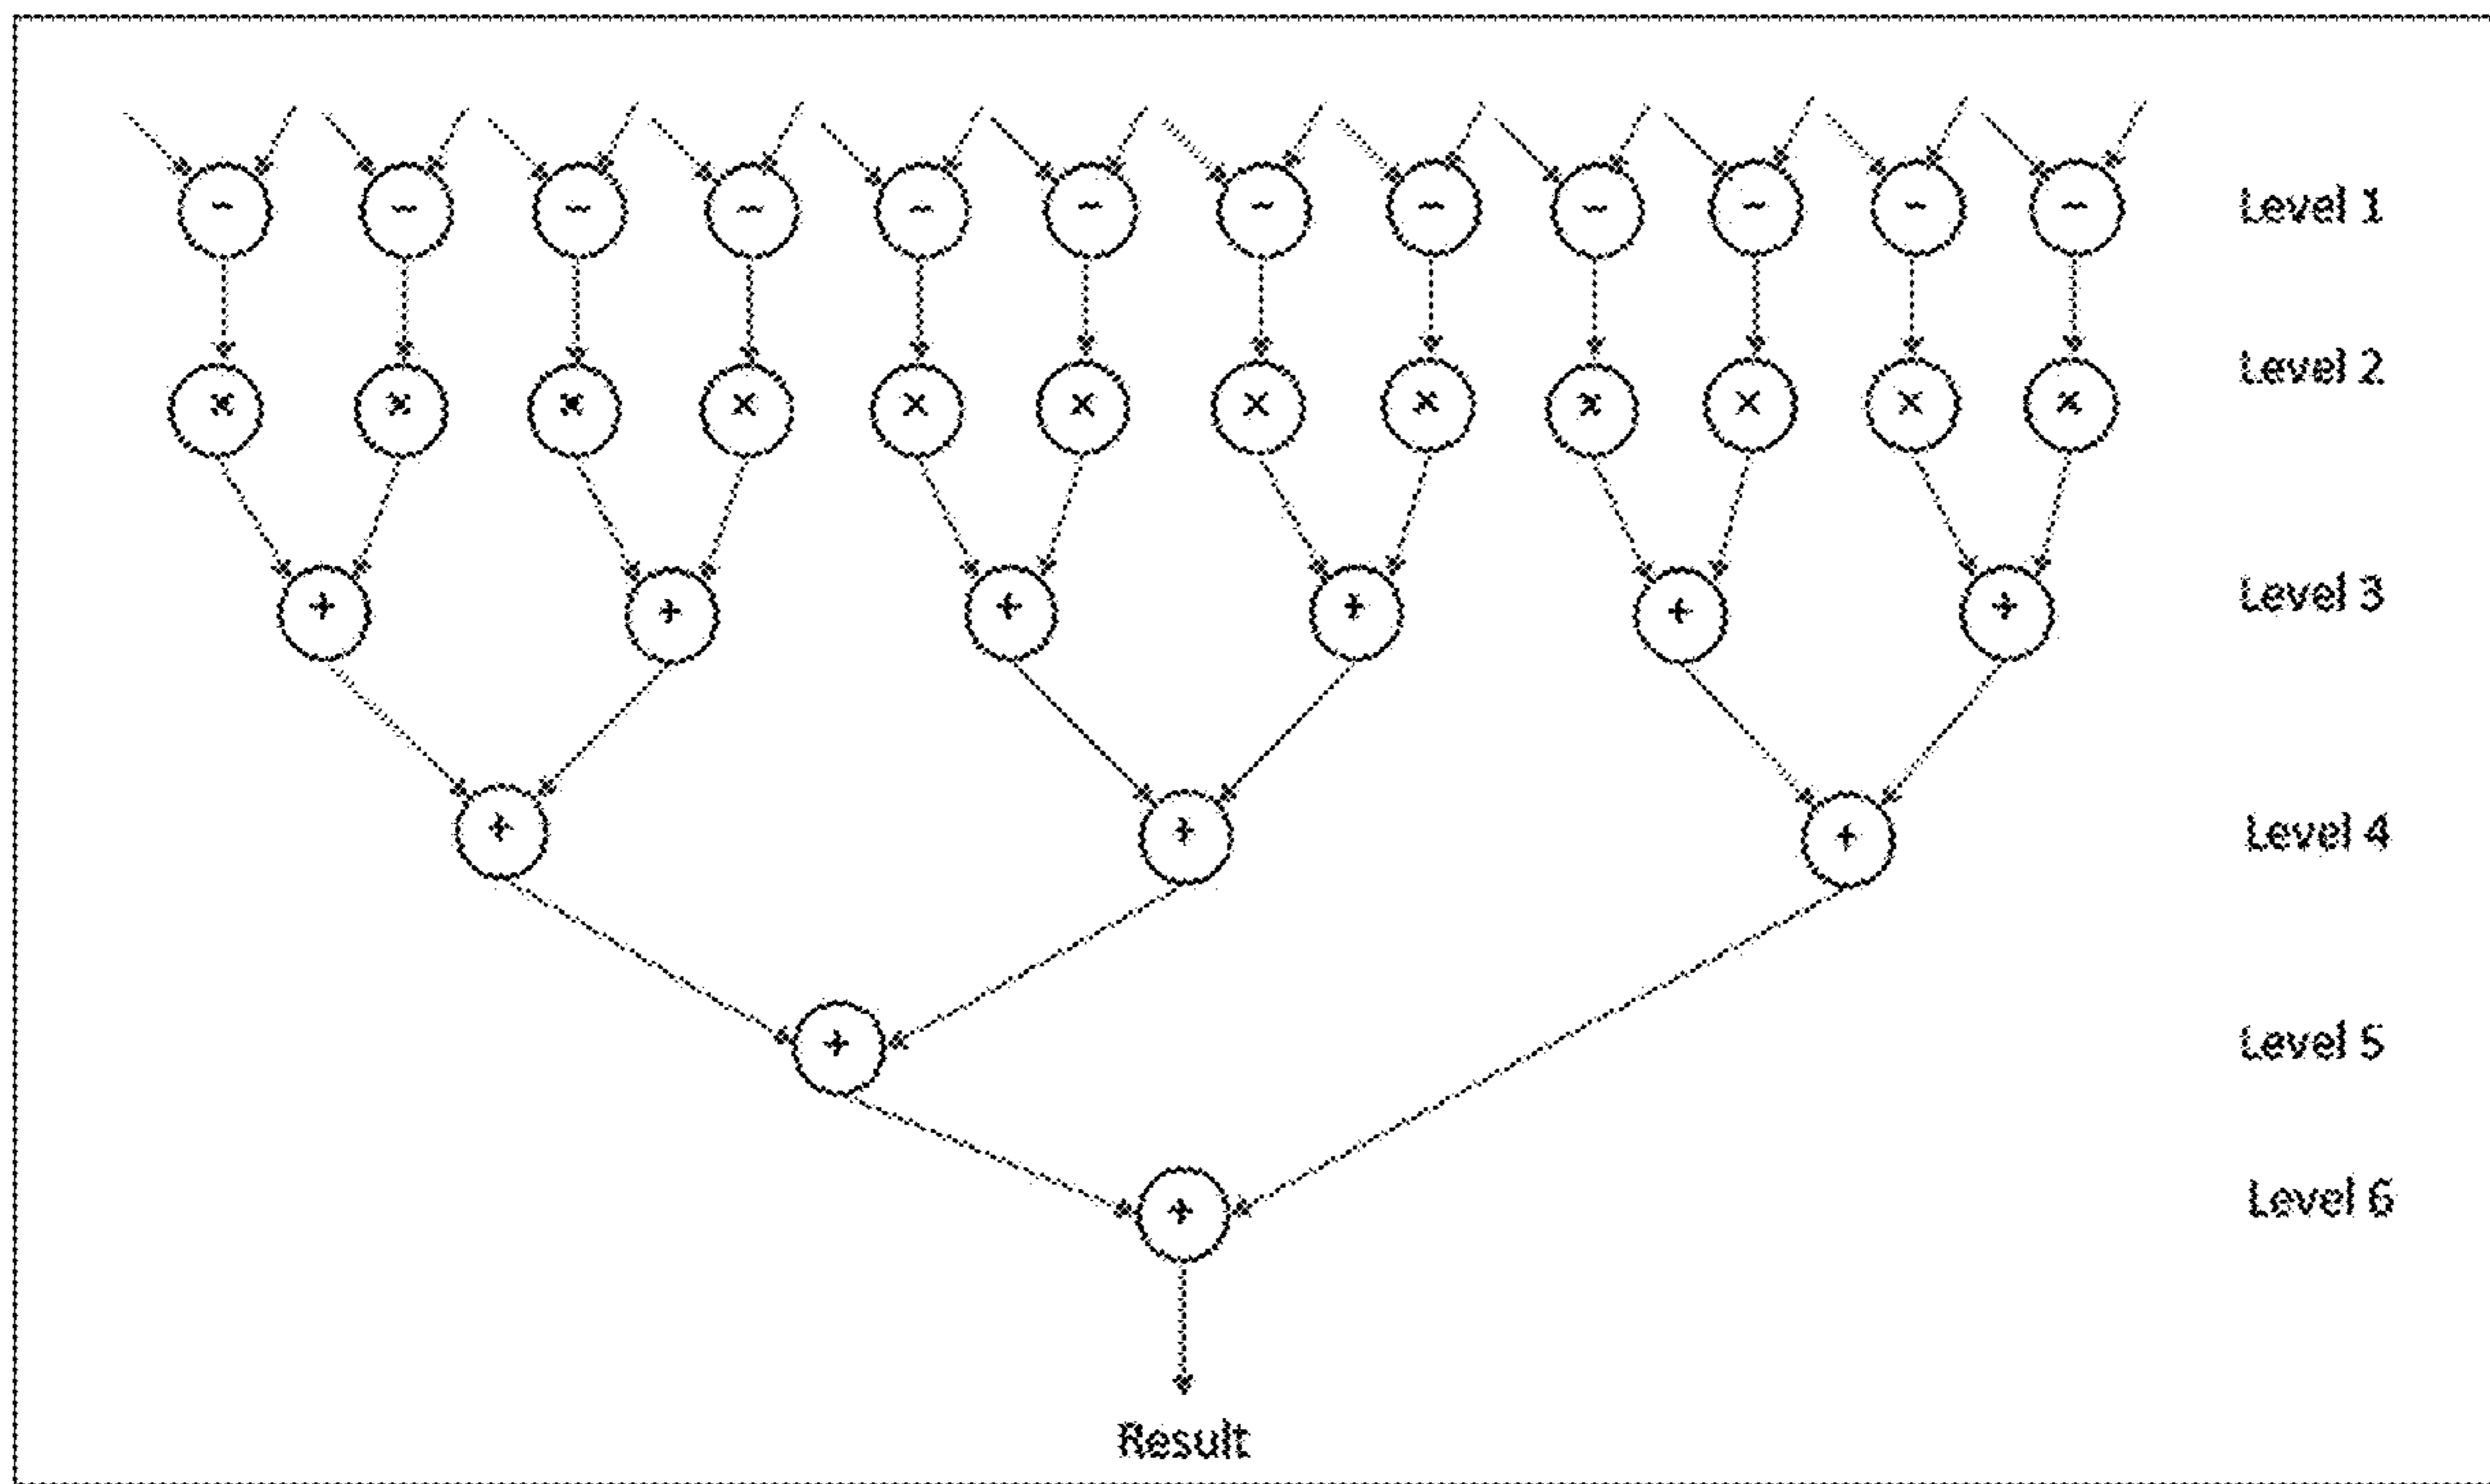 − − − − − − − − − − − − Level 1
× × × × × × × × × × × × Level 2
+ + + + + + Level 3
+ + + Level 4
+ Level 5
+ Level 6
Result